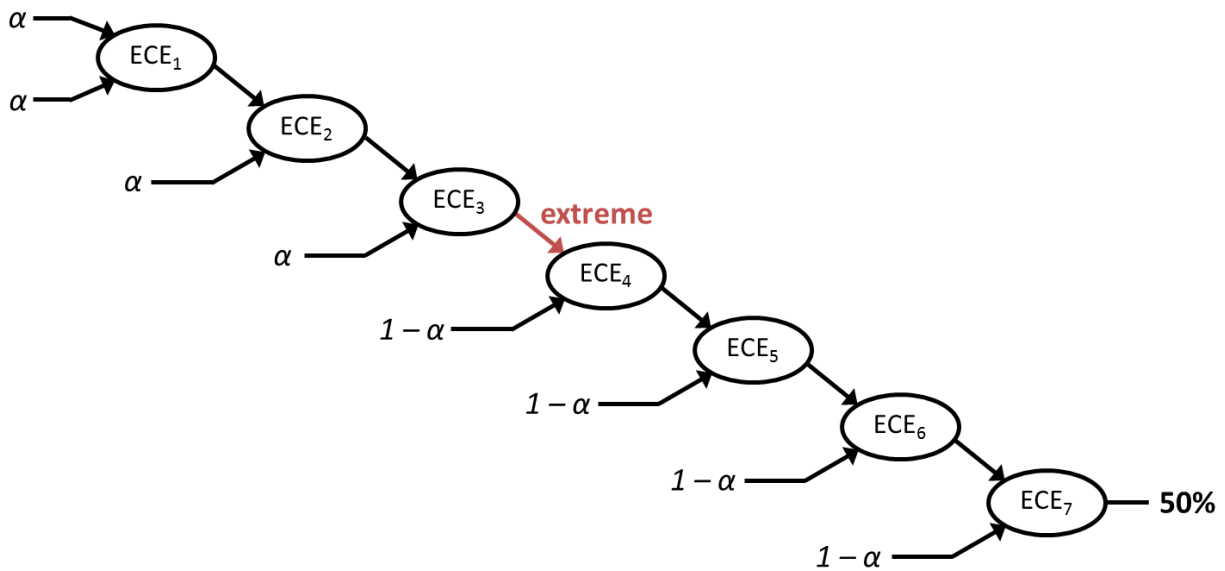 α
ECE₁
α
ECE₂
α
ECE₃
extreme
α
ECE₄
1 – α
ECE₅
1 – α
ECE₆
1 – α
ECE₇
50%
1 – α